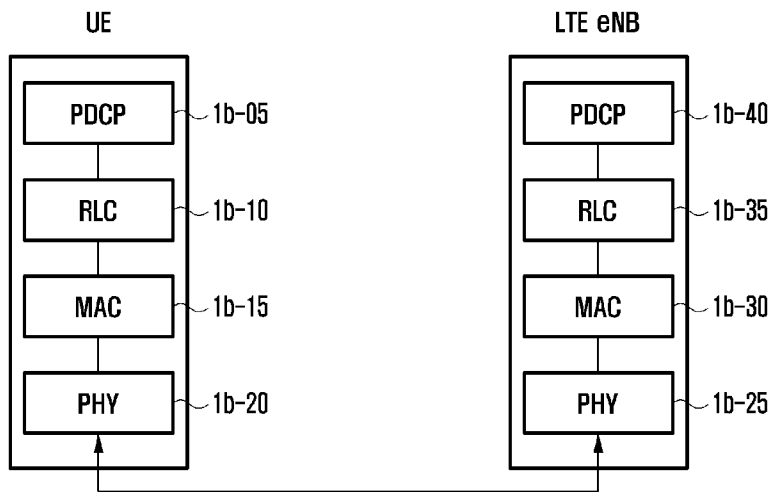 UE
LTE eNB
PDCP 1b-05
PDCP 1b-40
RLC 1b-10
RLC 1b-35
MAC 1b-15
MAC 1b-30
PHY 1b-20
PHY 1b-25